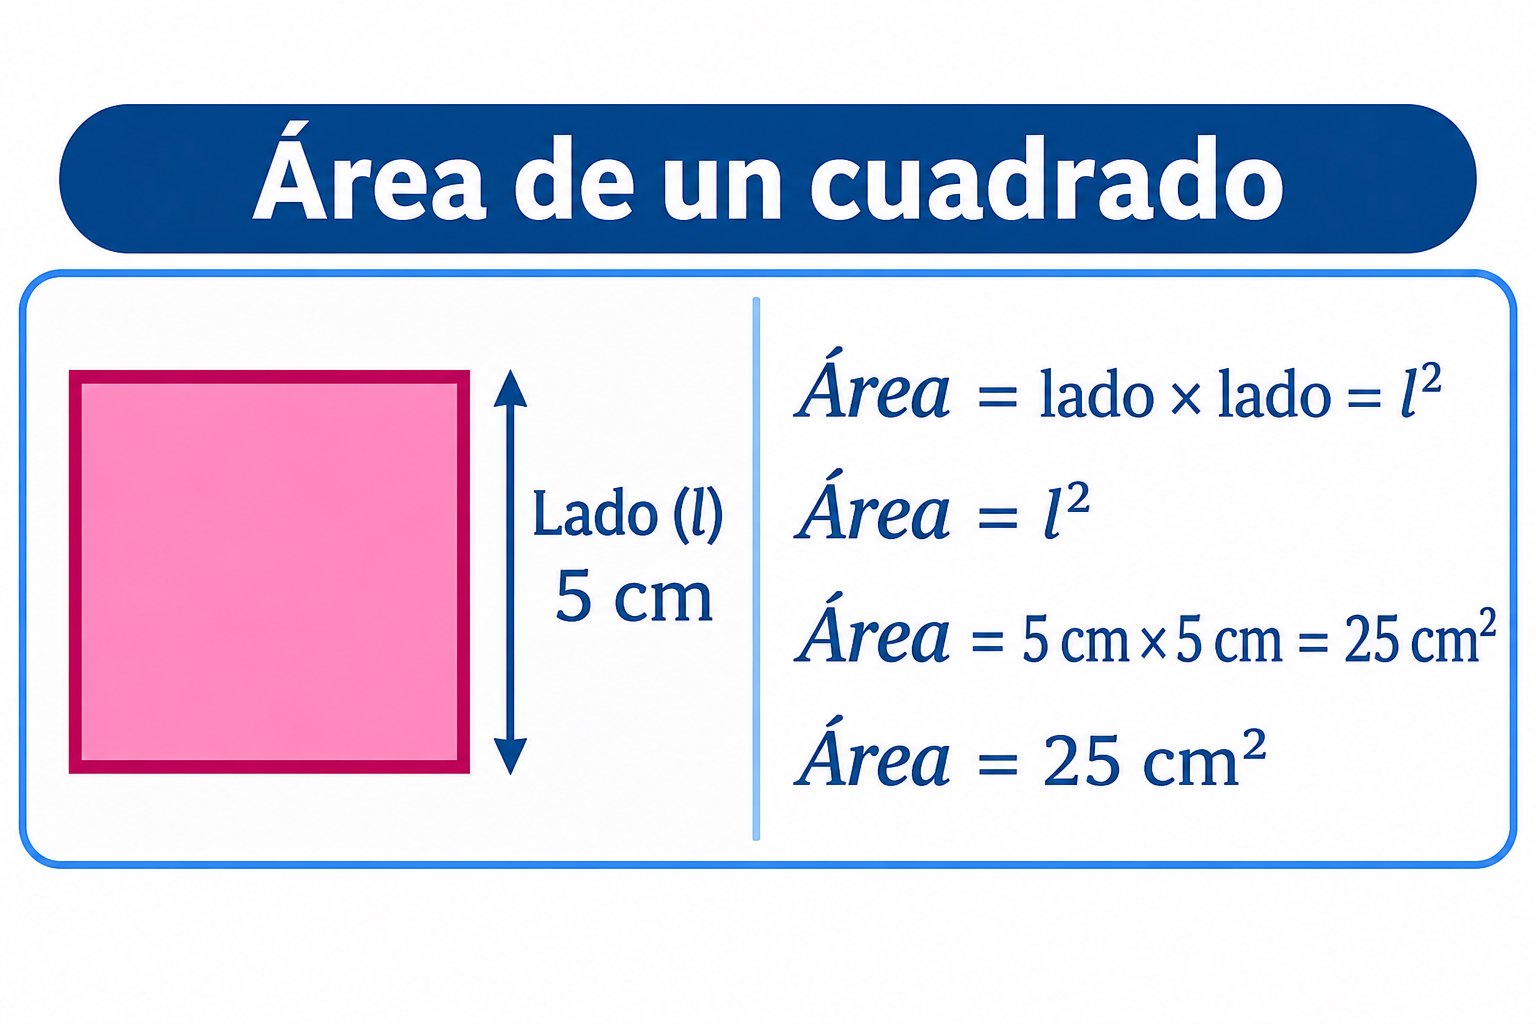 Área de un cuadrado
Lado (l)
5 cm
Área = lado × lado = l²
Área = l²
Área = 5 cm × 5 cm = 25 cm²
Área = 25 cm²